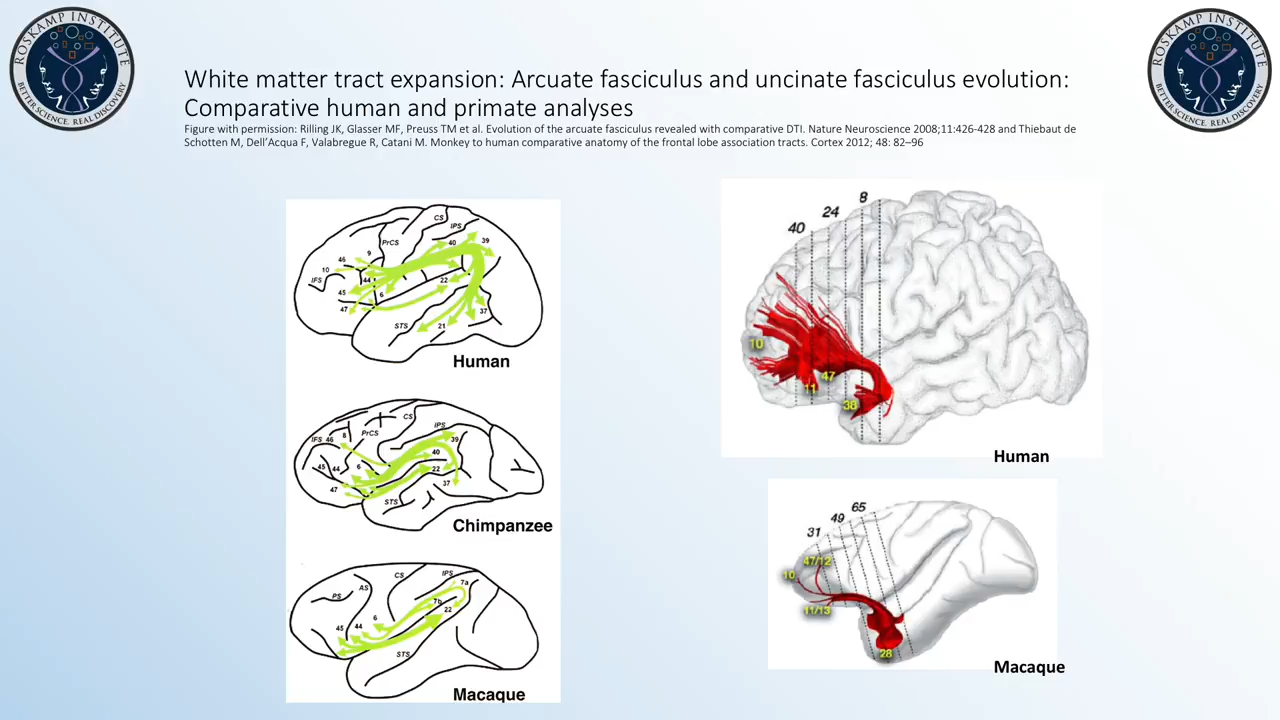 ROSKAMP INSTITUTE
BETTER SCIENCE. REAL DISCOVERY
ROSKAMP INSTITUTE
BETTER SCIENCE. REAL DISCOVERY
White matter tract expansion: Arcuate fasciculus and uncinate fasciculus evolution:
Comparative human and primate analyses
Figure with permission: Rilling JK, Glasser MF, Preuss TM et al. Evolution of the arcuate fasciculus revealed with comparative DTI. Nature Neuroscience 2008;11:426-428 and Thiebaut de
Schotten M, Dell'Acqua F, Valabregue R, Catani M. Monkey to human comparative anatomy of the frontal lobe association tracts. Cortex 2012; 48: 82–96
CS
IPS
PrCS
40
39
9
46
10
IFS
44
22
45
6
47
37
STS
21
Human
CS
IPS
PrCS
8
IFS 46
39
40
45 44
6
22
47
37
STS
Chimpanzee
CS
IPS
7a
AS
PS
7b
22
6
45
44
STS
Macaque
8
24
40
10
47
11
38
Human
65
49
31
47/12
10
11/13
28
Macaque